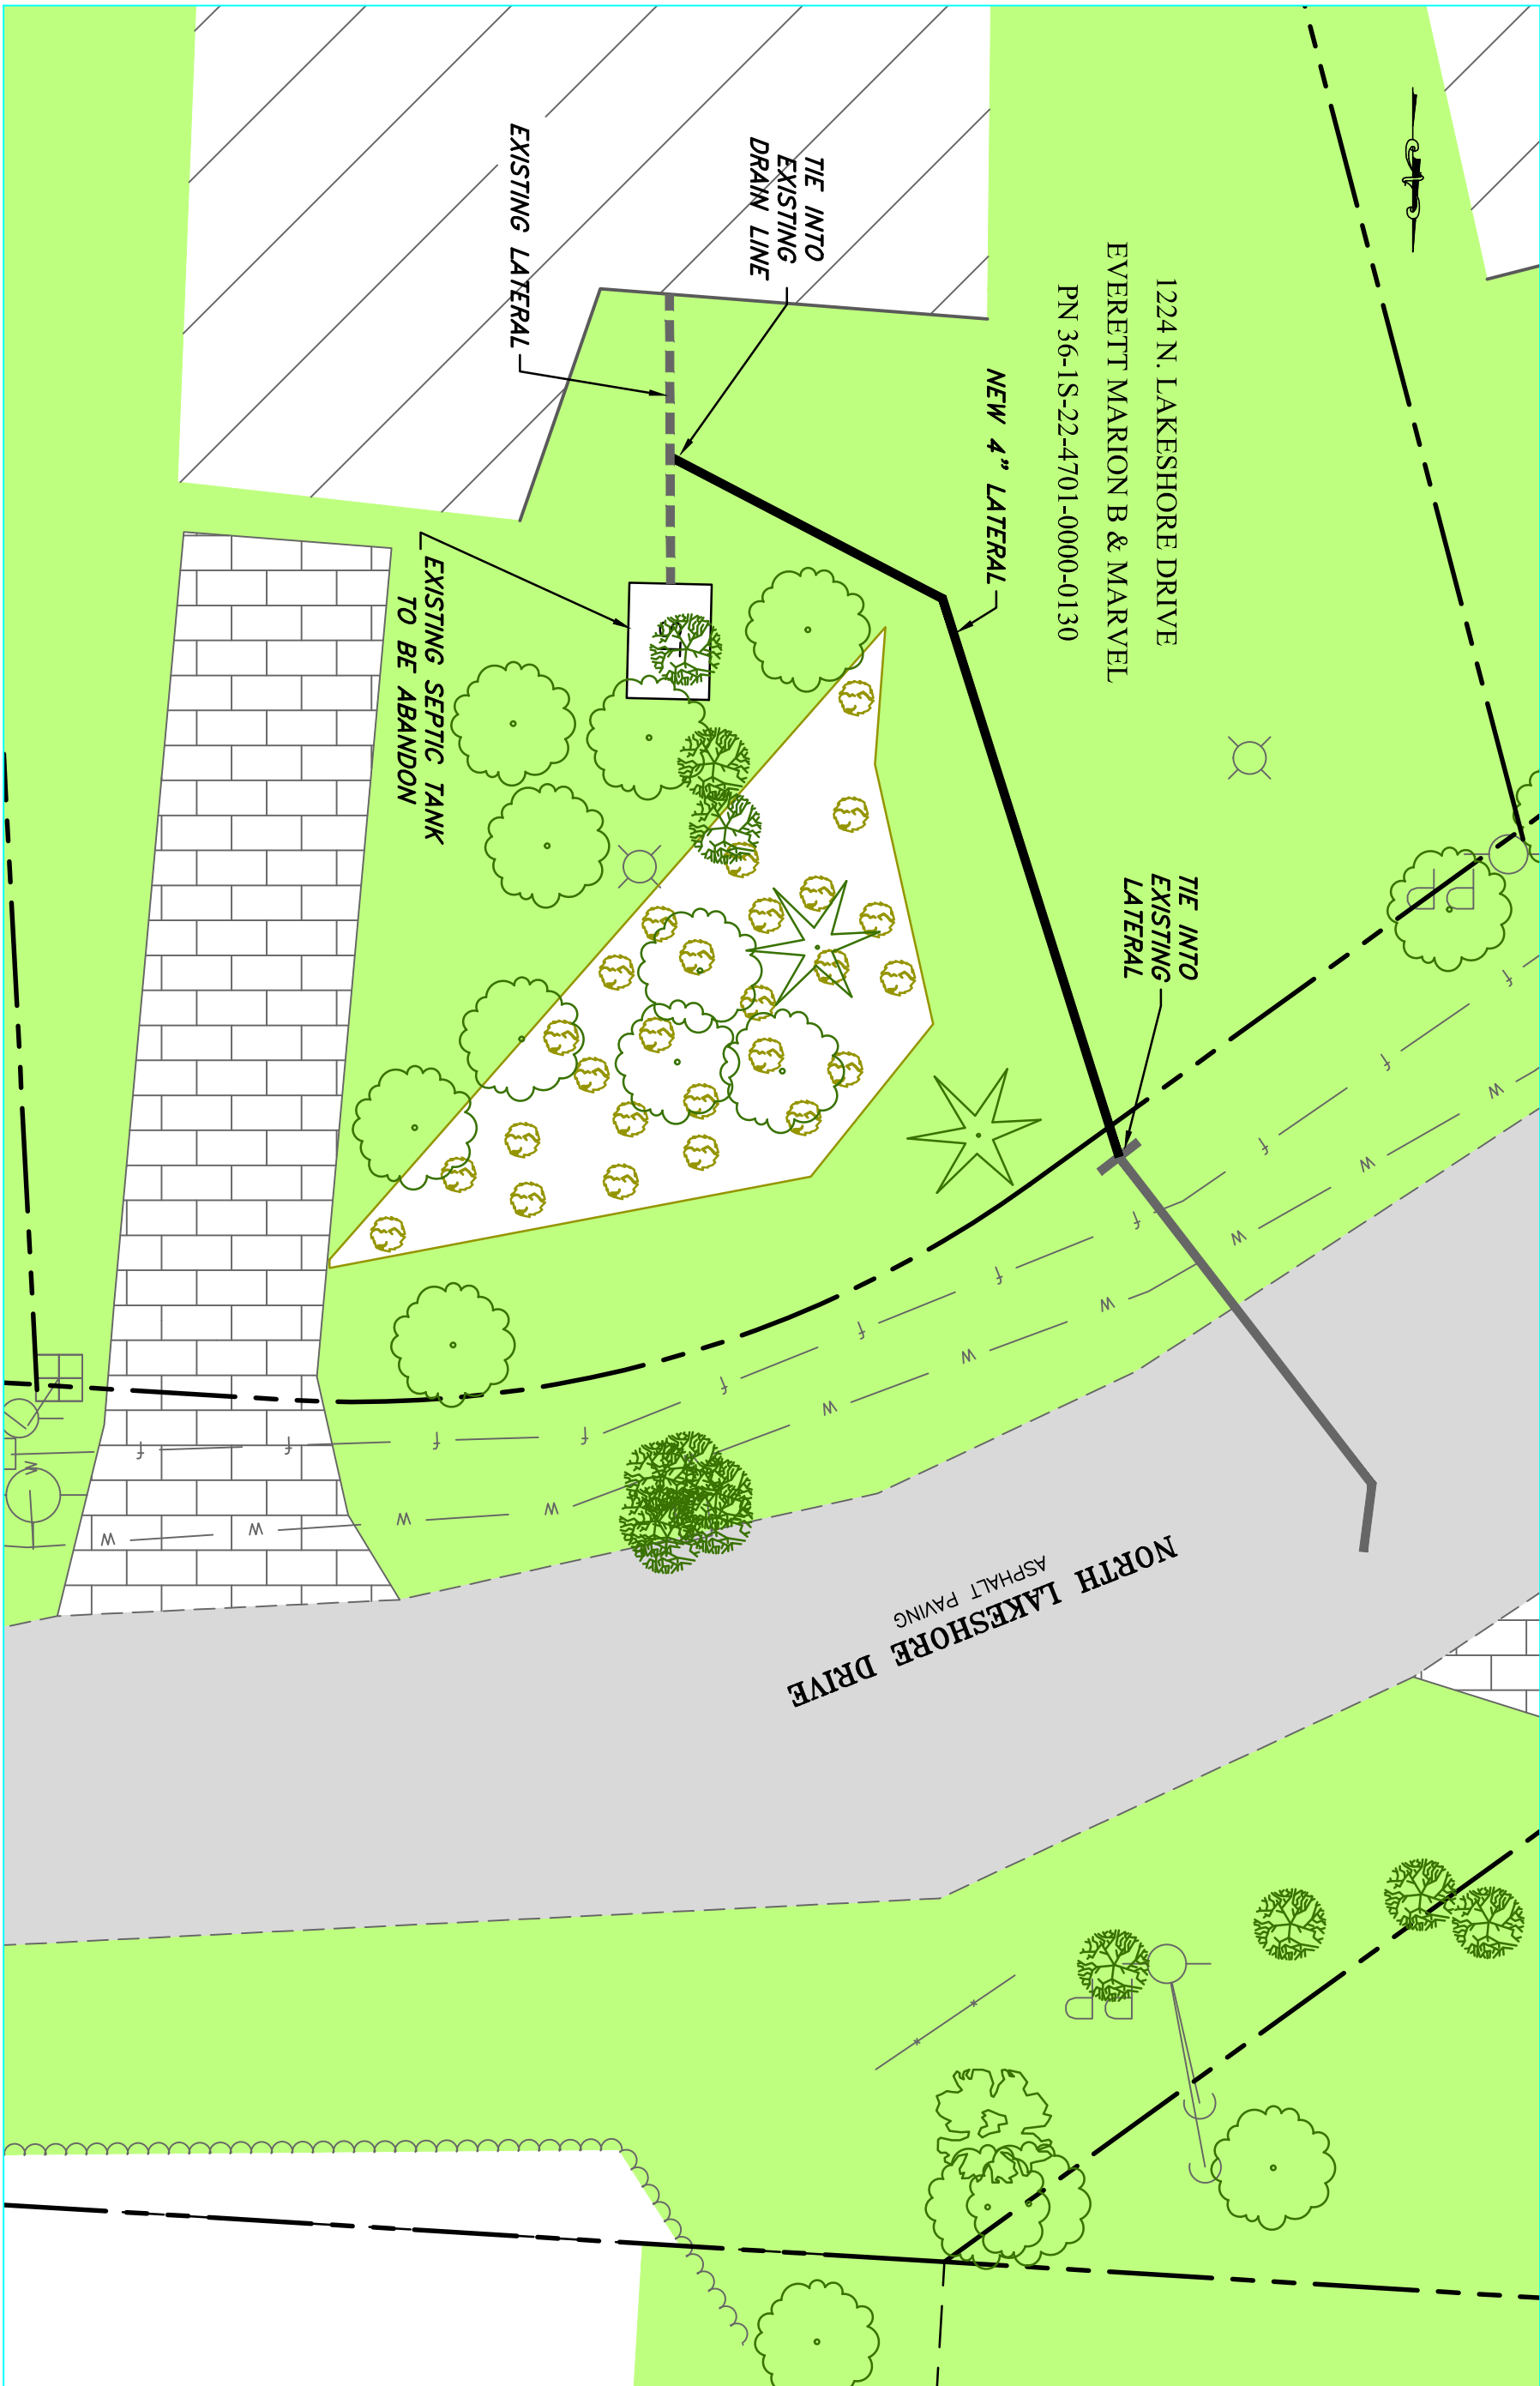 1224 N. LAKESHORE DRIVE
EVERETT MARION B & MARVEL
PN 36-1S-22-4701-0000-0130
TIE INTO
EXISTING
DRAIN LINE
EXISTING LATERAL
NEW 4" LATERAL
TIE INTO
EXISTING
LATERAL
EXISTING SEPTIC TANK
TO BE ABANDON
NORTH LAKESHORE DRIVE
ASPHALT PAVING
f
f
f
f
f
f
f
f
f
f
W
W
W
W
W
W
W
W
W
W
PP
PP